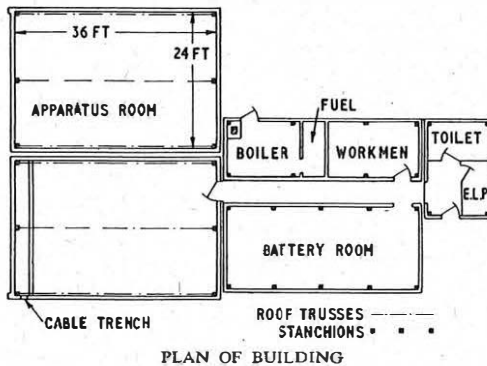 36 FT
24 FT
APPARATUS ROOM
FUEL
BOILER
WORKMEN
TOILET
E.L.P.
BATTERY ROOM
CABLE TRENCH
ROOF TRUSSES
STANCHIONS
PLAN OF BUILDING